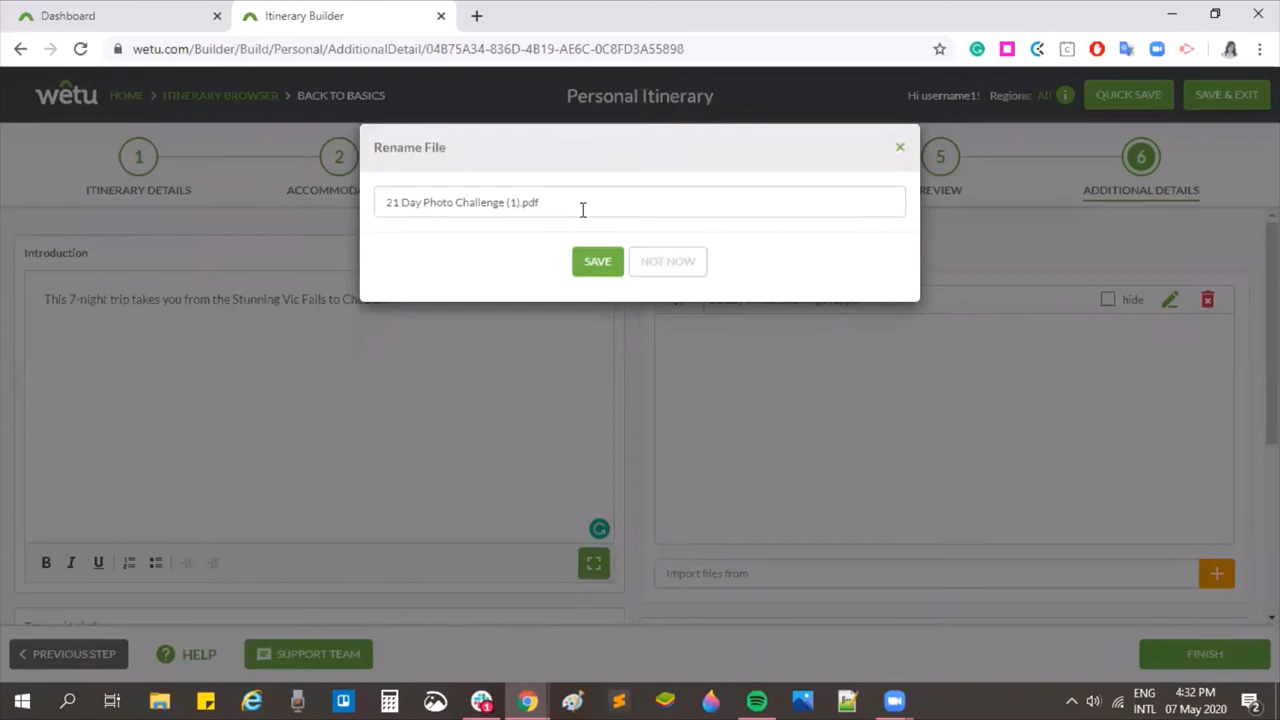 Dashboard
Itinerary Builder
wetu.com/Builder/Build/Personal/AdditionalDetail/04B75A34-836D-4B19-AE6C-0C8FD3A55898
wetu
HOME > ITINERARY BROWSER > BACK TO BASICS
Personal Itinerary
Hi username1! Regions: All
QUICK SAVE
SAVE & EXIT
Rename File
21 Day Photo Challenge (1).pdf
SAVE
NOT NOW
1
ITINERARY DETAILS
2
5
6
ADDITIONAL DETAILS
Introduction
This 7-night trip takes you from the Stunning Vic Falls to
hide
B I U
Import files from
PREVIOUS STEP
HELP
SUPPORT TEAM
FINISH
ENG
INTL
4:32 PM
07 May 2020